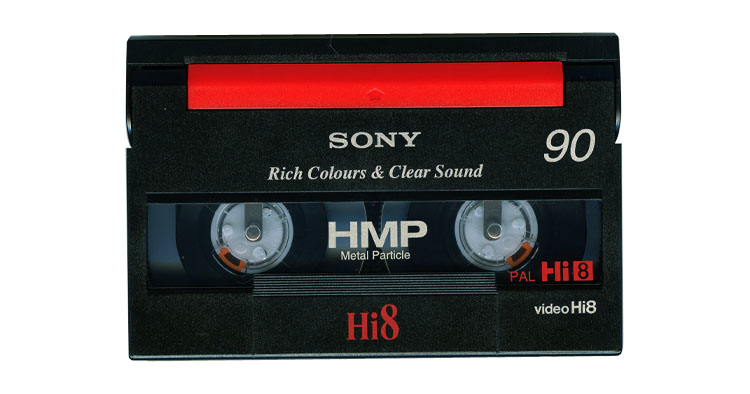 SONY
90
Rich Colours & Clear Sound
HMP
Metal Particle
PAL Hi8
video Hi8
Hi8